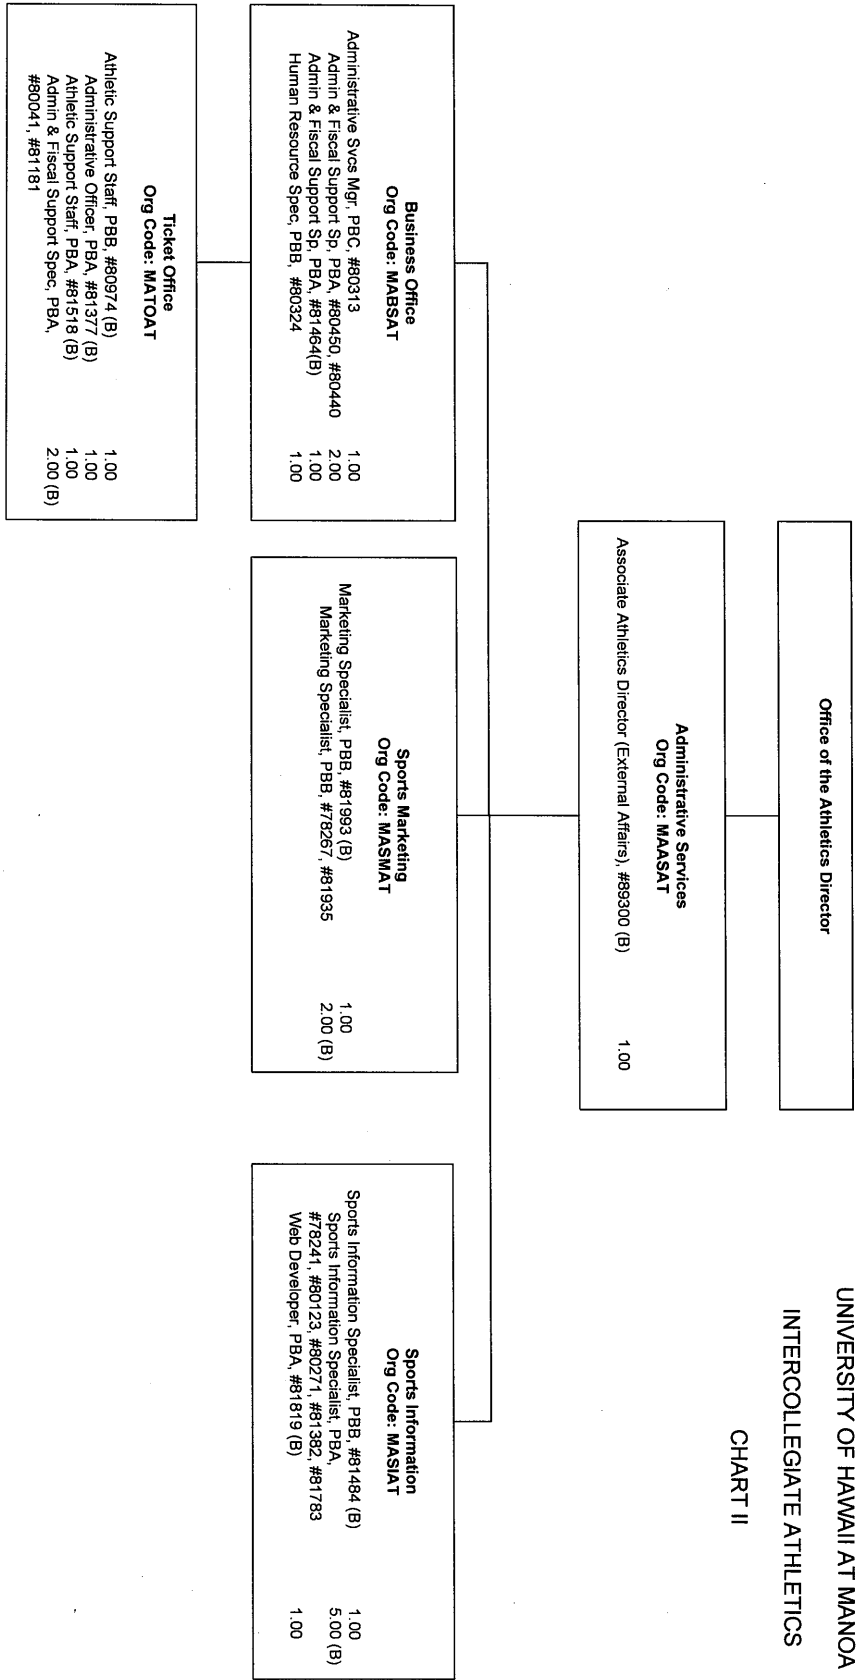 UNIVERSITY OF HAWAII AT MANOA
INTERCOLLEGIATE ATHLETICS
CHART II
Office of the Athletics Director
Administrative Services
Org Code: MAASAT
Associate Athletics Director (External Affairs), #89300 (B) 1.00
Business Office
Org Code: MABSAT
Administrative Svcs Mgr, PBC, #80313 1.00
Admin & Fiscal Support Sp, PBA, #80450, #80440 2.00
Admin & Fiscal Support Sp, PBA, #81464(B) 1.00
Human Resource Spec, PBB, #80324 1.00
Sports Marketing
Org Code: MASMAT
Marketing Specialist, PBB, #81993 (B) 1.00
Marketing Specialist, PBB, #78267, #81935 2.00 (B)
Sports Information
Org Code: MASIAT
Sports Information Specialist, PBB, #81484 (B) 1.00
Sports Information Specialist, PBA, 5.00 (B)
#78241, #80123, #80271, #81382, #81783
Web Developer, PBA, #81819 (B) 1.00
Ticket Office
Org Code: MATOAT
Athletic Support Staff, PBB, #80974 (B) 1.00
Administrative Officer, PBA, #81377 (B) 1.00
Athletic Support Staff, PBA, #81518 (B) 1.00
Admin & Fiscal Support Spec, PBA, 2.00 (B)
#80041, #81181